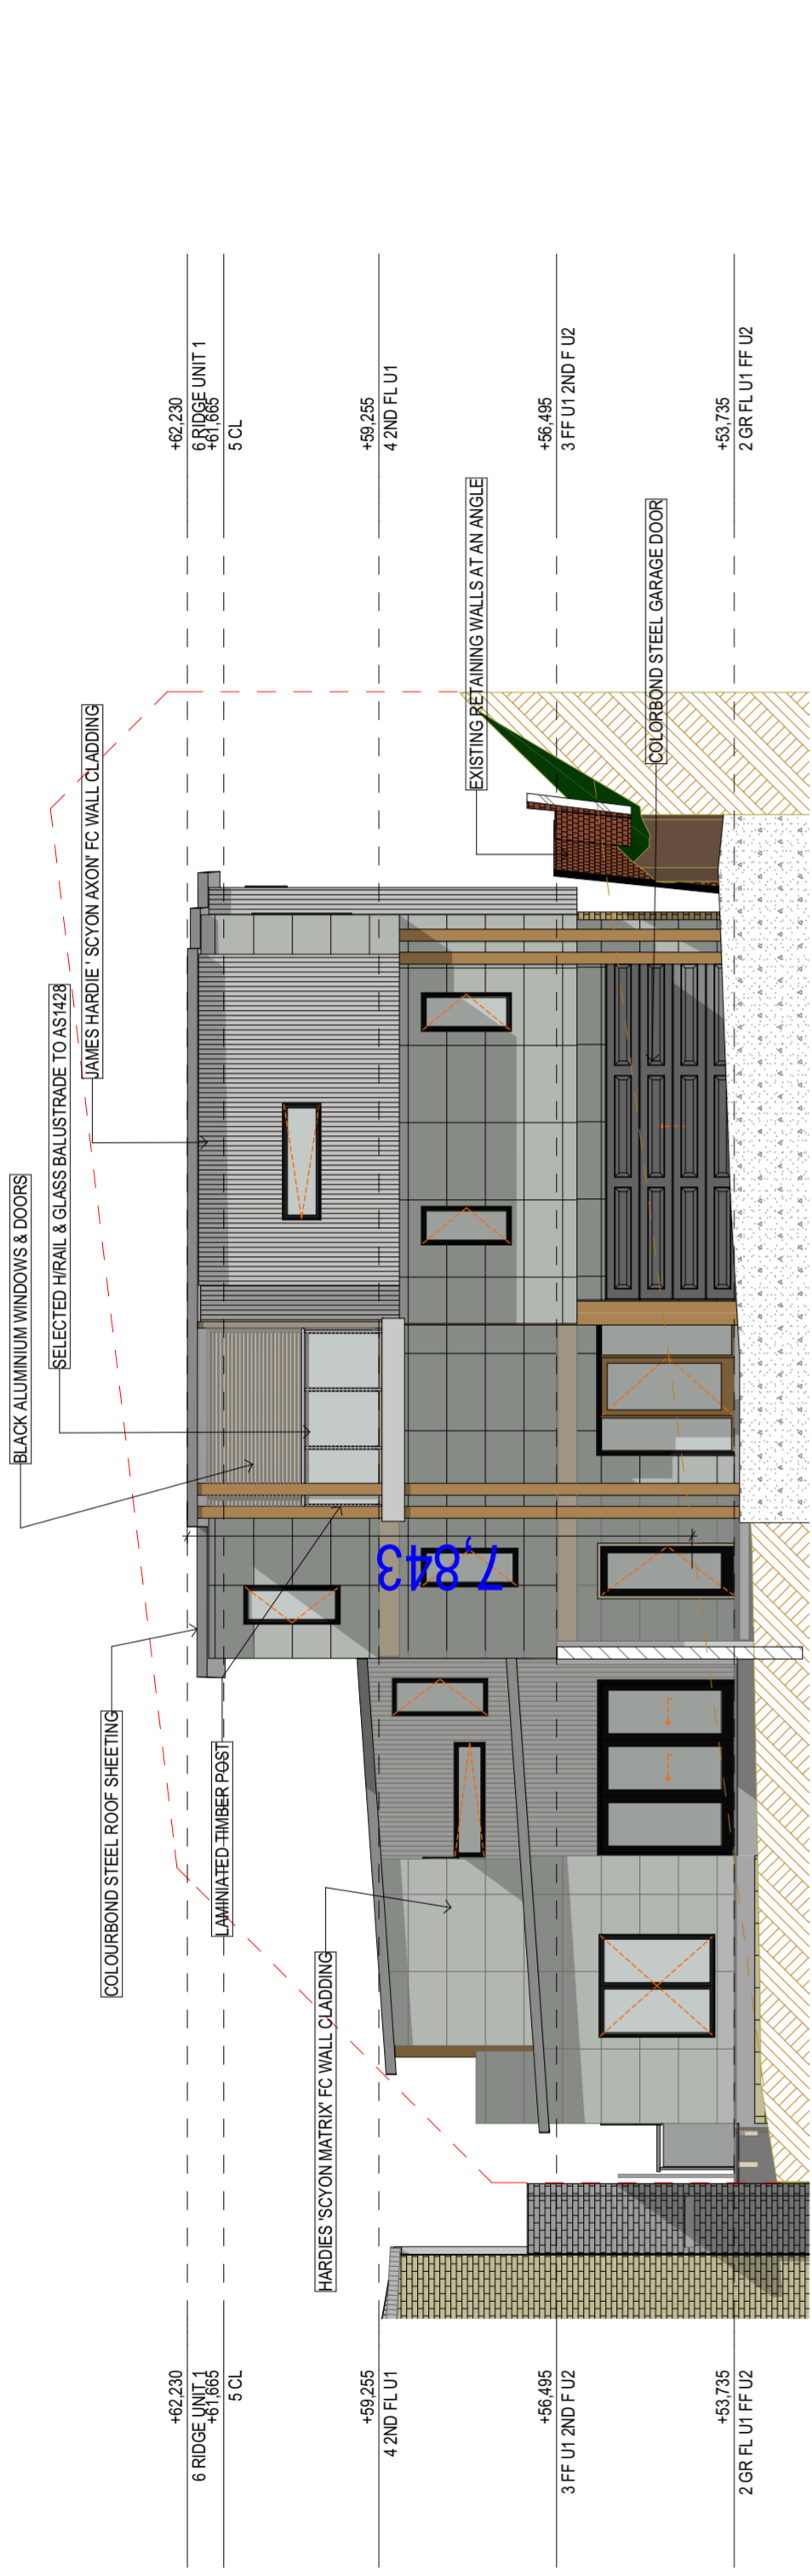 BLACK ALUMINIUM WINDOWS & DOORS
SELECTED H/RAIL & GLASS BALUSTRADE TO AS1428
JAMES HARDIE ' SCYON AXON' FC WALL CLADDING
COLOURBOND STEEL ROOF SHEETING
LAMINIATED TIMBER POST
HARDIES 'SCYON MATRIX' FC WALL CLADDING
EXISTING RETAINING WALLS AT AN ANGLE
COLORBOND STEEL GARAGE DOOR
7,843
+62,230
6 RIDGE UNIT 1
+61,665
5 CL
+59,255
4 2ND FL U1
+56,495
3 FF U1 2ND F U2
+53,735
2 GR FL U1 FF U2
+62,230
6 RIDGE UNIT 1
+61,665
5 CL
+59,255
4 2ND FL U1
+56,495
3 FF U1 2ND F U2
+53,735
2 GR FL U1 FF U2